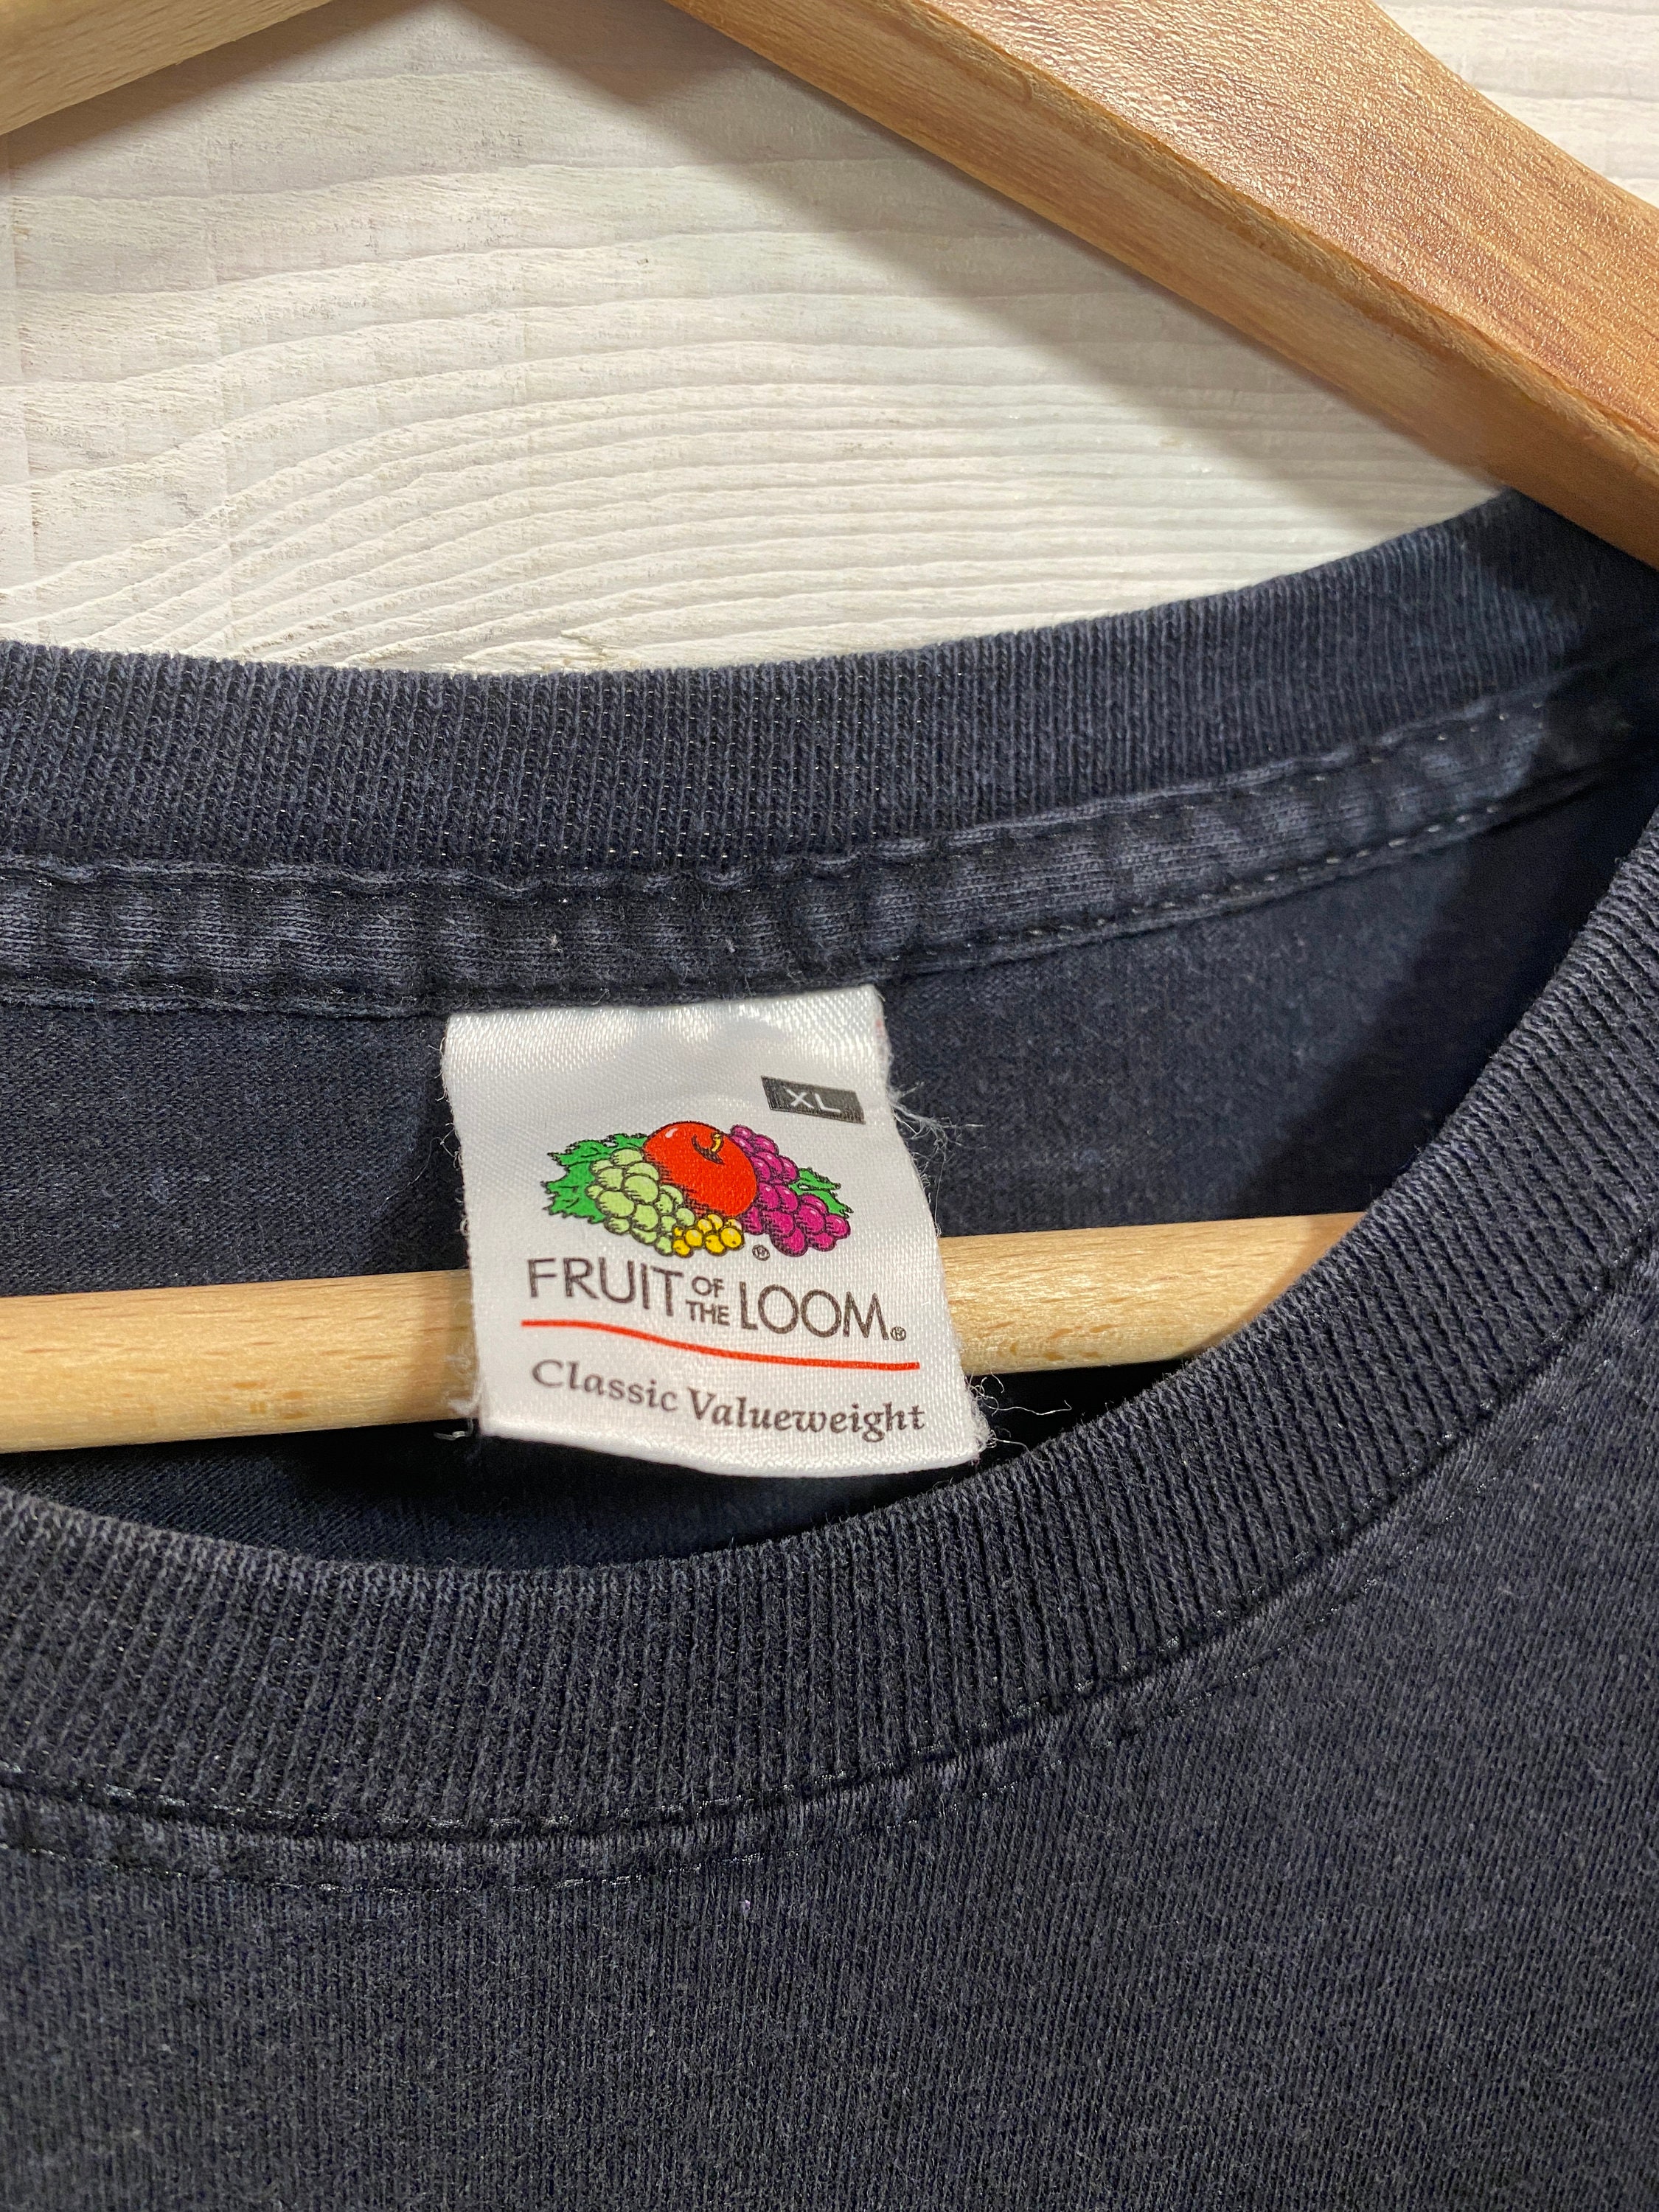 XL
®
FRUIT OF THE LOOM®
Classic Valueweight